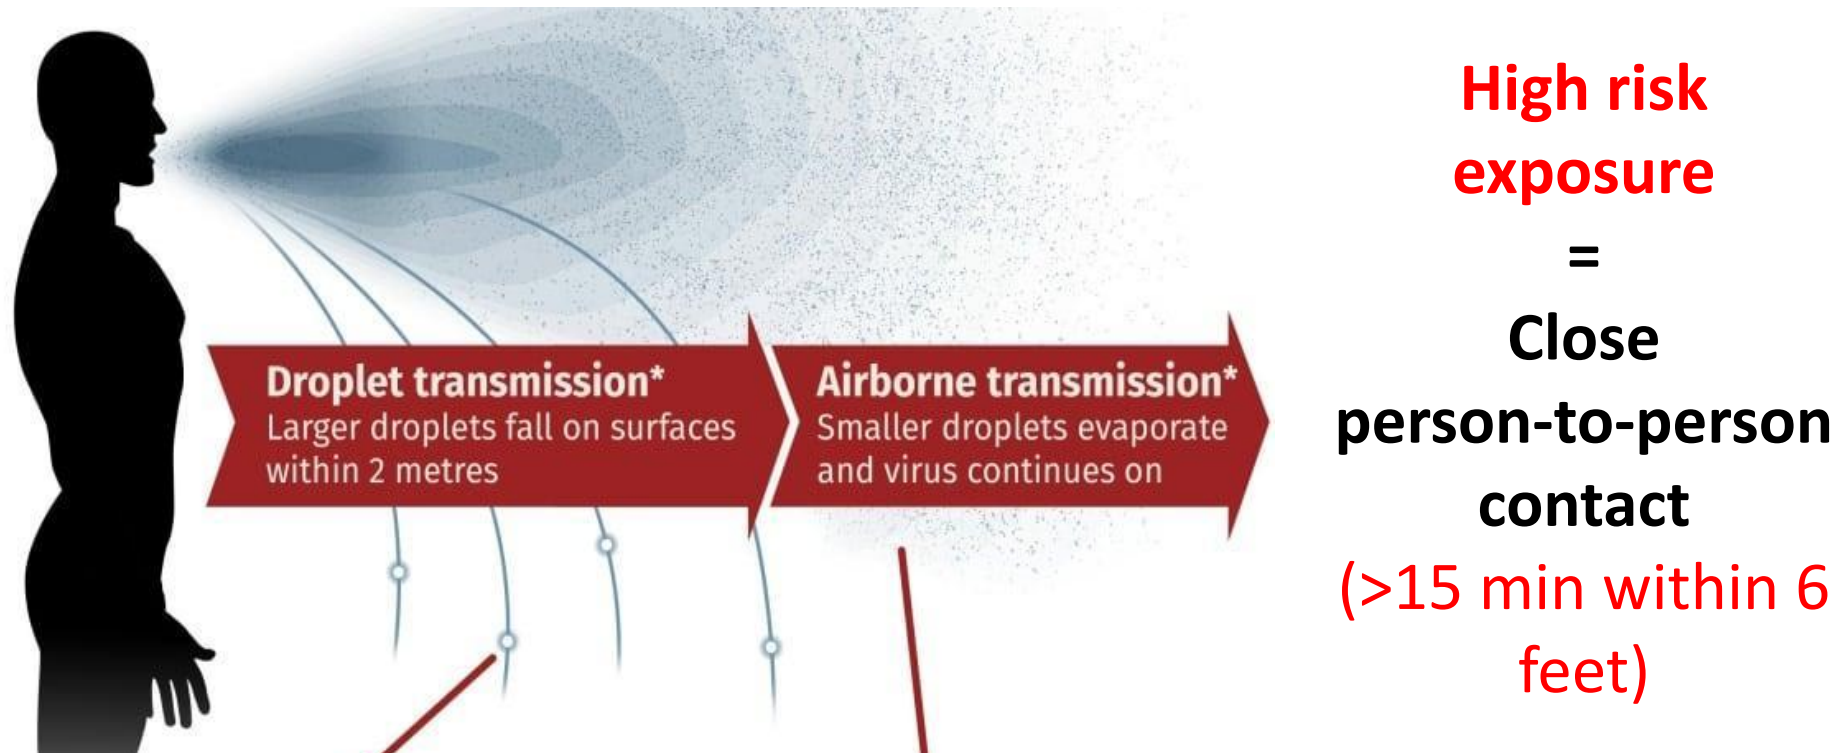 Droplet transmission*
Larger droplets fall on surfaces
within 2 metres
Airborne transmission*
Smaller droplets evaporate
and virus continues on
High risk
exposure
=
Close
person-to-person
contact
(>15 min within 6
feet)